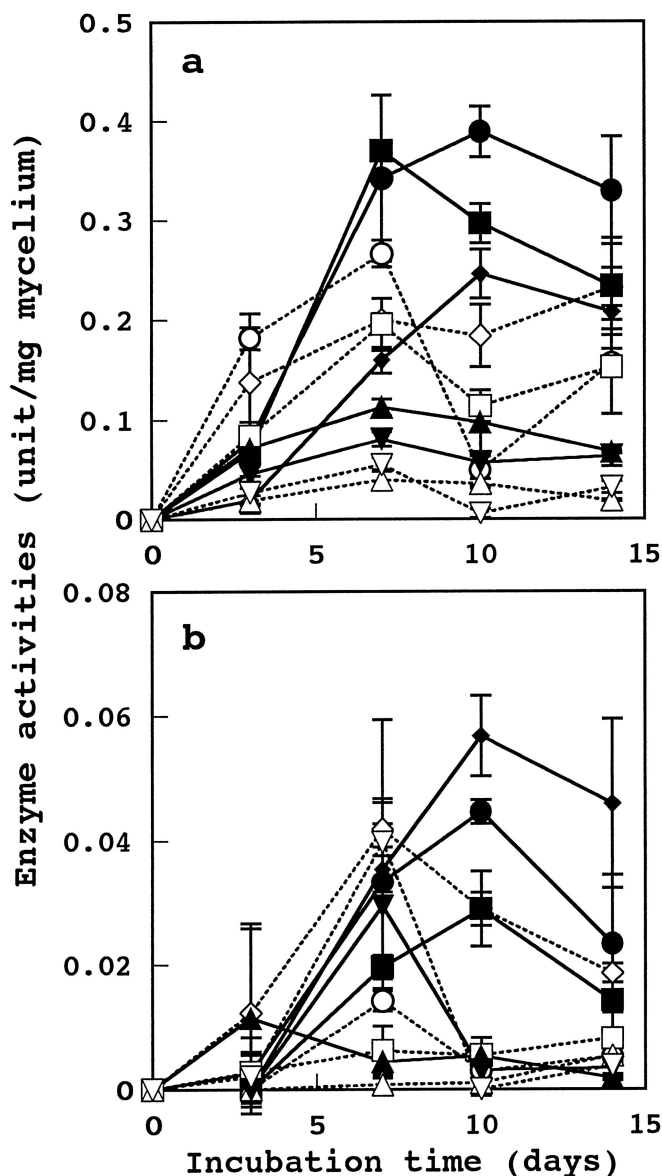 Enzyme activities (unit/mg mycelium)
a
0.5
0.4
0.3
0.2
0.1
0
0 5 10 15
b
0.08
0.06
0.04
0.02
0
0 5 10 15
Incubation time (days)